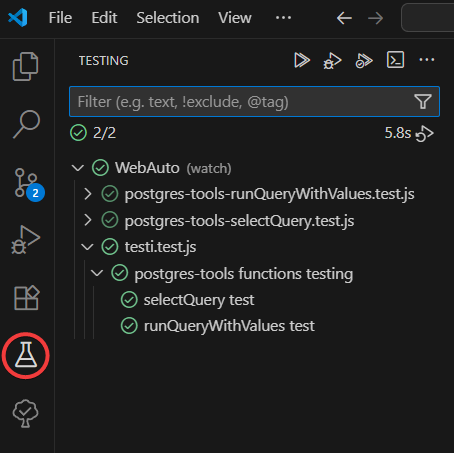 File Edit Selection View ...
TESTING
Filter (e.g. text, !exclude, @tag)
2/2 5.8s
WebAuto (watch)
postgres-tools-runQueryWithValues.test.js
2
postgres-tools-selectQuery.test.js
testi.test.js
postgres-tools functions testing
selectQuery test
runQueryWithValues test